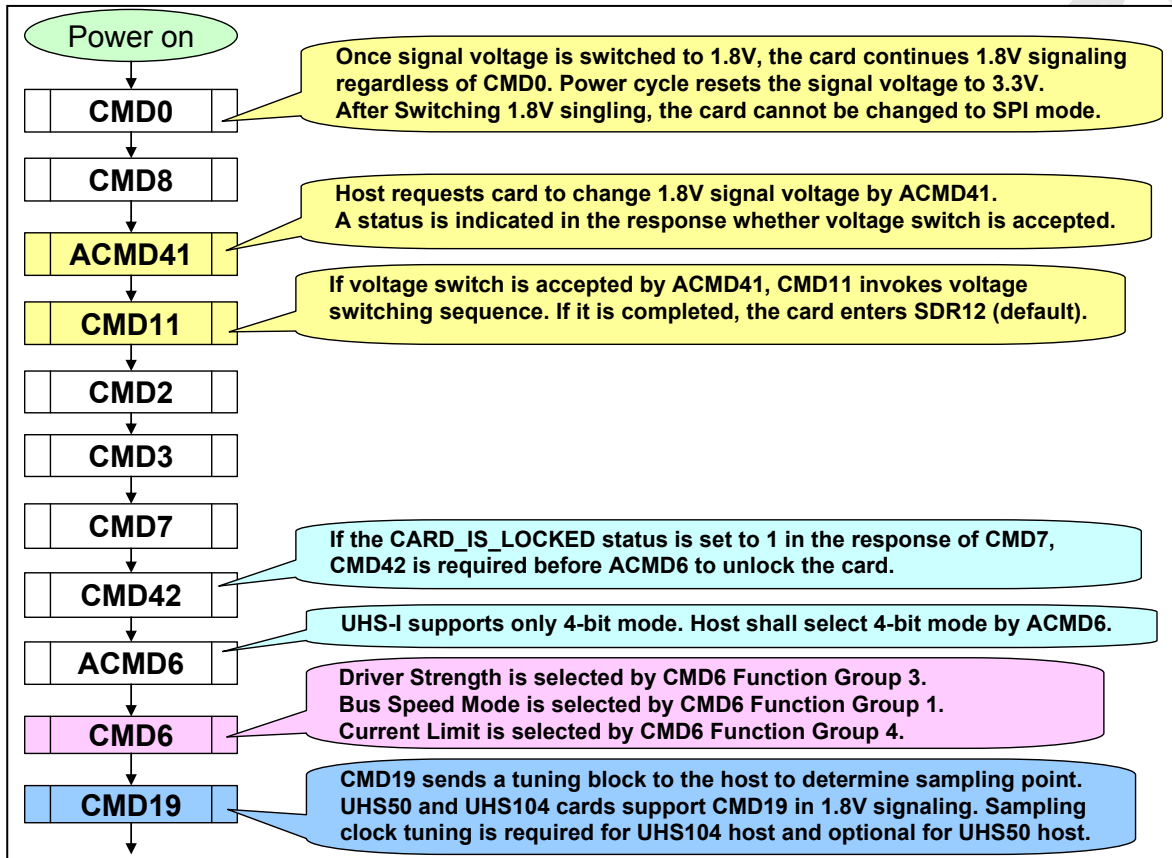 Power on
Once signal voltage is switched to 1.8V, the card continues 1.8V signaling
regardless of CMD0. Power cycle resets the signal voltage to 3.3V.
After Switching 1.8V singling, the card cannot be changed to SPI mode.
CMD0
CMD8
Host requests card to change 1.8V signal voltage by ACMD41.
A status is indicated in the response whether voltage switch is accepted.
ACMD41
If voltage switch is accepted by ACMD41, CMD11 invokes voltage
switching sequence. If it is completed, the card enters SDR12 (default).
CMD11
CMD2
CMD3
CMD7
If the CARD_IS_LOCKED status is set to 1 in the response of CMD7,
CMD42 is required before ACMD6 to unlock the card.
CMD42
UHS-I supports only 4-bit mode. Host shall select 4-bit mode by ACMD6.
ACMD6
Driver Strength is selected by CMD6 Function Group 3.
Bus Speed Mode is selected by CMD6 Function Group 1.
Current Limit is selected by CMD6 Function Group 4.
CMD6
CMD19 sends a tuning block to the host to determine sampling point.
UHS50 and UHS104 cards support CMD19 in 1.8V signaling. Sampling
clock tuning is required for UHS104 host and optional for UHS50 host.
CMD19